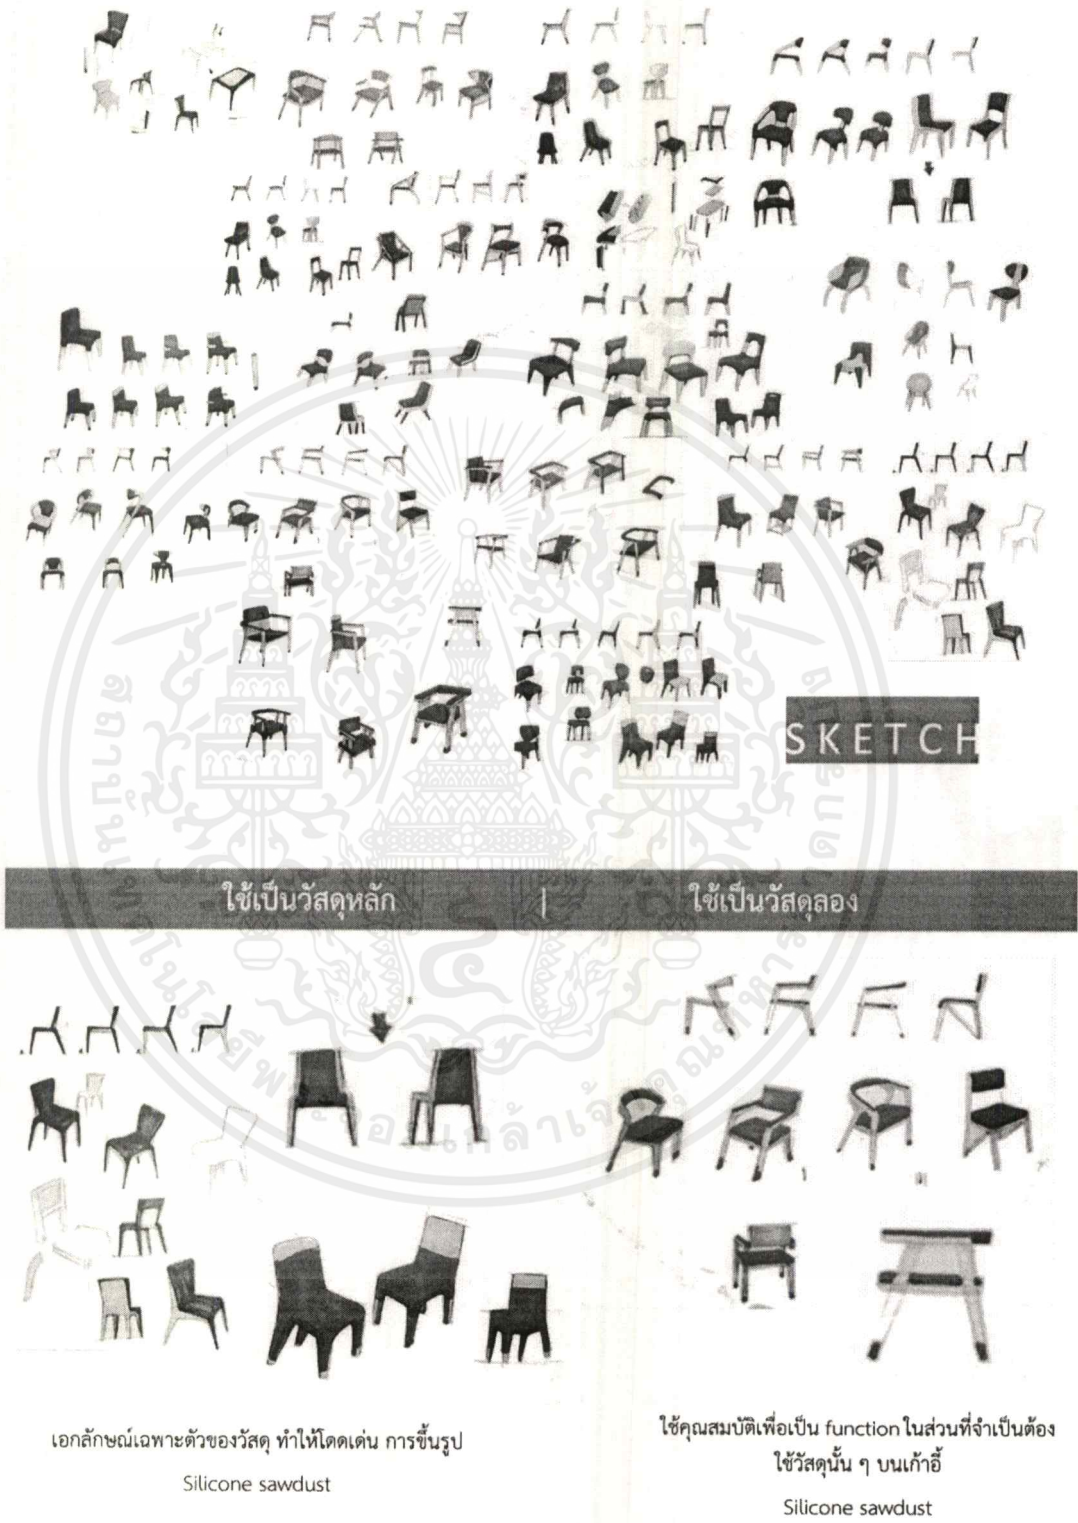 SKETCH
ใช้เป็นวัสดุหลัก | ใช้เป็นวัสดุลอง
เอกลักษณ์เฉพาะตัวของวัสดุ ทำให้โดดเด่น การขึ้นรูป
Silicone sawdust
ใช้คุณสมบัติเพื่อเป็น function ในส่วนที่จำเป็นต้อง
ใช้วัสดุนั้น ๆ บนเก้าอี้
Silicone sawdust